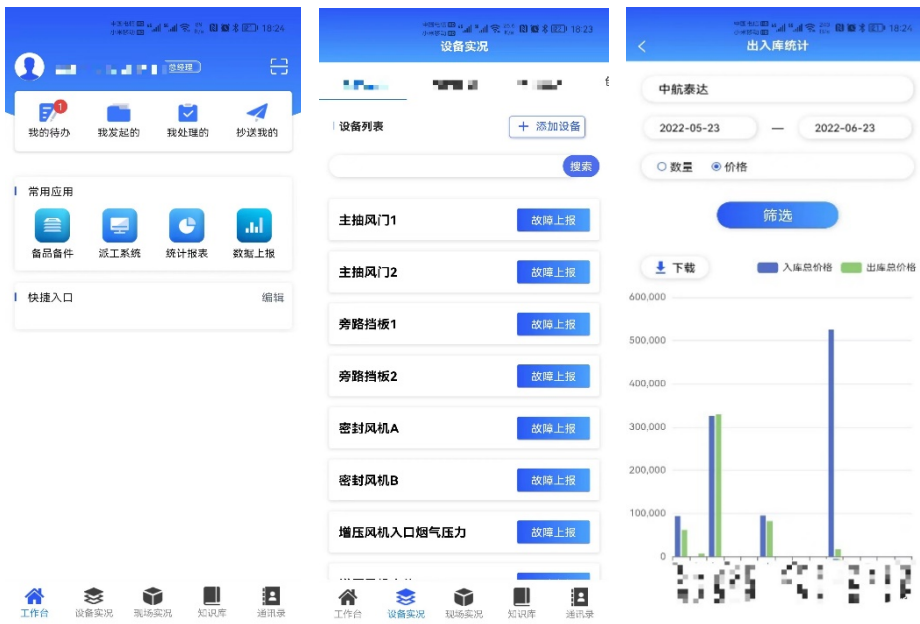 18:24
总经理
1
我的待办
我发起的
我处理的
抄送我的
常用应用
备品备件
派工系统
统计报表
数据上报
快捷入口
编辑
工作台
设备实况
现场实况
知识库
通讯录
18:23
设备实况
设备列表
+ 添加设备
搜索
主抽风门1
故障上报
主抽风门2
故障上报
旁路挡板1
故障上报
旁路挡板2
故障上报
密封风机A
故障上报
密封风机B
故障上报
增压风机入口烟气压力
故障上报
工作台
设备实况
现场实况
知识库
通讯录
18:24
出入库统计
中航泰达
2022-05-23 — 2022-06-23
数量 价格
筛选
下载
入库总价格 出库总价格
600,000
500,000
400,000
300,000
200,000
100,000
0